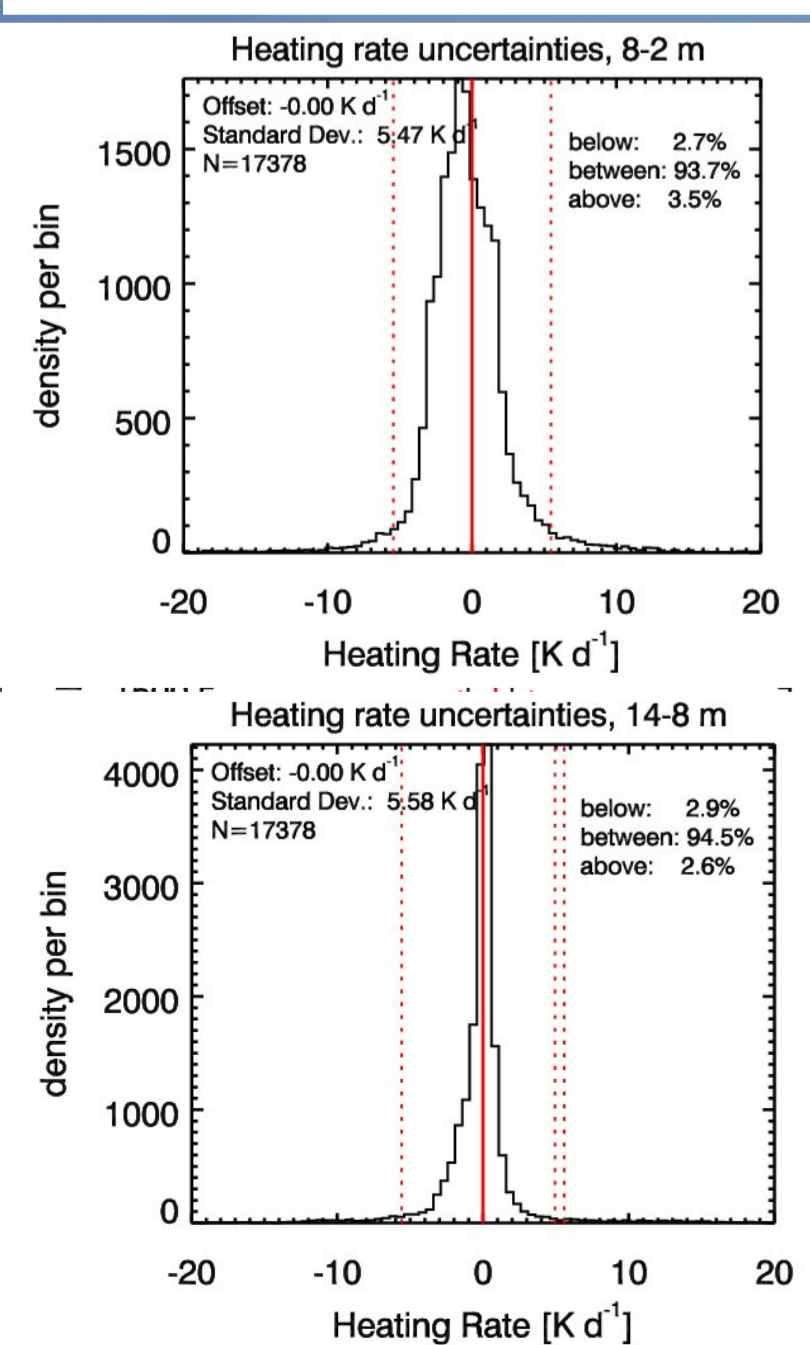 Heating rate uncertainties, 8-2 m
Offset: -0.00 K d⁻¹
Standard Dev.: 5.47 K d⁻¹
N=17378
below: 2.7%
between: 93.7%
above: 3.5%
1500
1000
500
0
density per bin
-20 -10 0 10 20
Heating Rate [K d⁻¹]
Heating rate uncertainties, 14-8 m
Offset: -0.00 K d⁻¹
Standard Dev.: 5.58 K d⁻¹
N=17378
below: 2.9%
between: 94.5%
above: 2.6%
4000
3000
2000
1000
0
density per bin
-20 -10 0 10 20
Heating Rate [K d⁻¹]